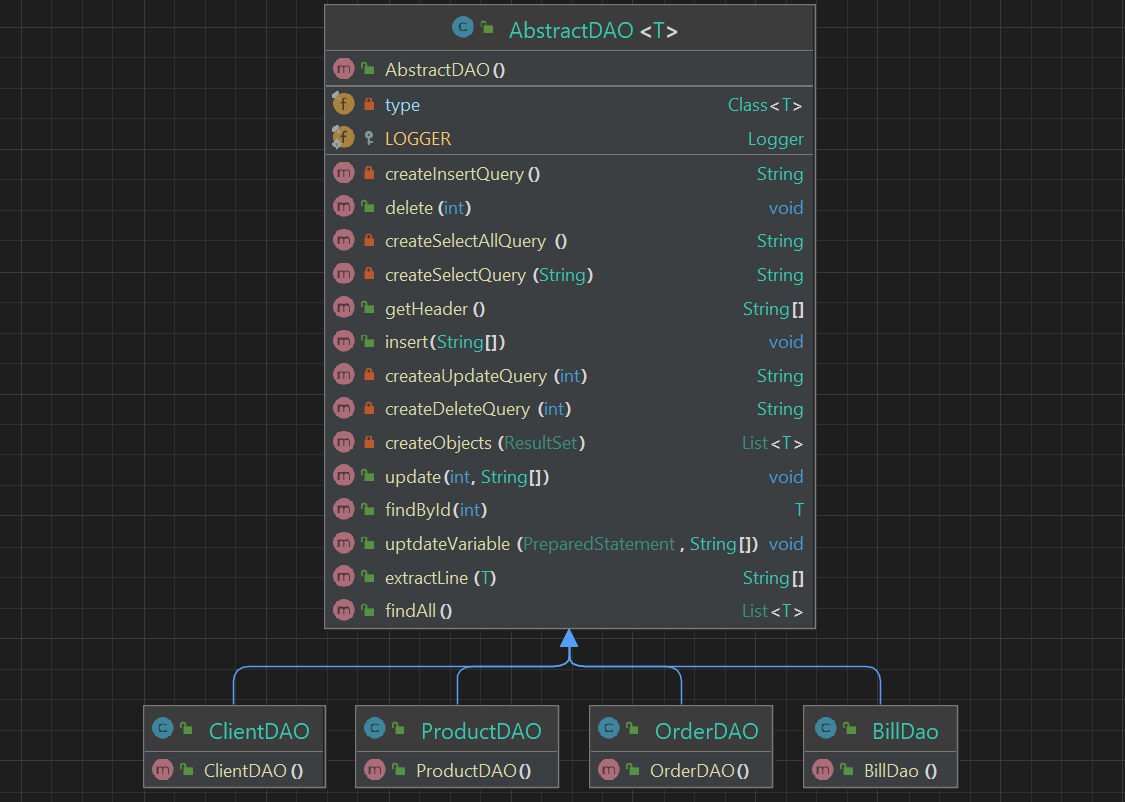 AbstractDAO <T>
AbstractDAO()
type Class<T>
LOGGER Logger
createInsertQuery () String
delete (int) void
createSelectAllQuery () String
createSelectQuery (String) String
getHeader () String[]
insert(String[]) void
createaUpdateQuery (int) String
createDeleteQuery (int) String
createObjects (ResultSet) List<T>
update(int, String[]) void
findById(int) T
uptdateVariable (PreparedStatement , String[]) void
extractLine (T) String[]
findAll () List<T>
ClientDAO ProductDAO OrderDAO BillDao
ClientDAO () ProductDAO() OrderDAO() BillDao ()